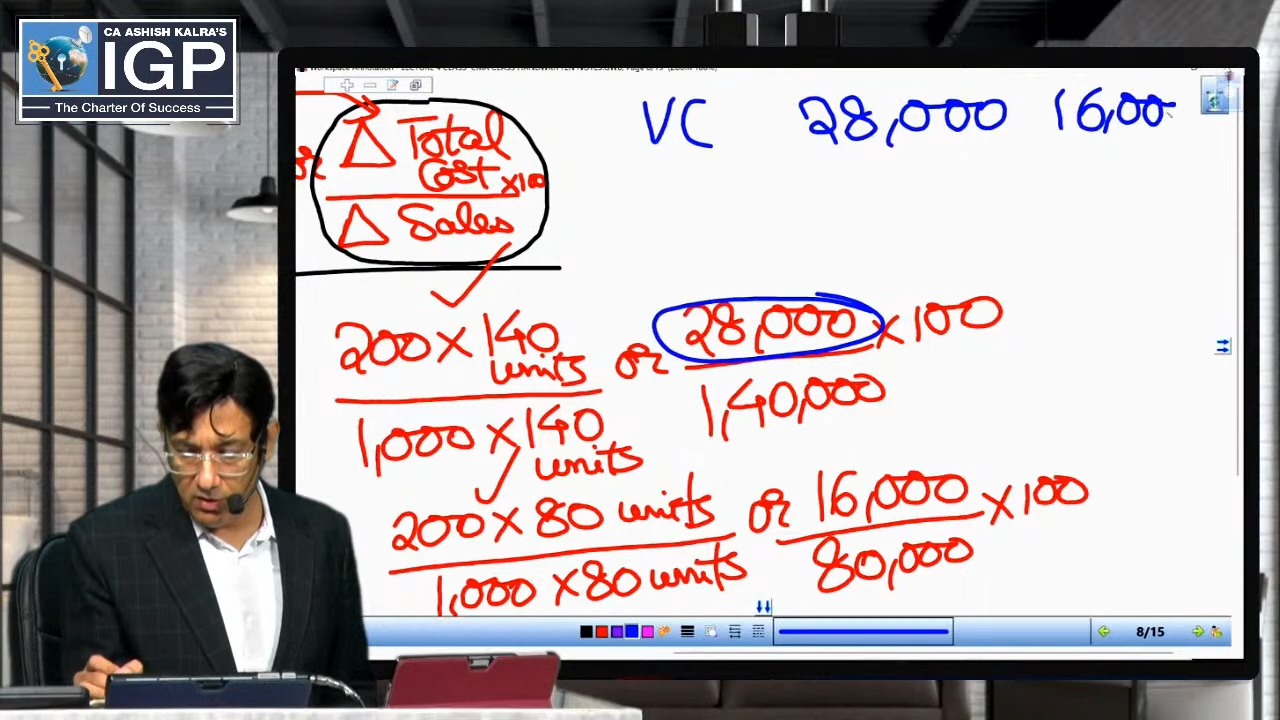 CA ASHISH KALRA'S
IGP
The Charter Of Success
Δ Total Cost ×100
Δ Sales
VC 28,000 16,00
200 × 140 units
1,000 × 140 units
or
28,000 × 100
1,40,000
200 × 80 units
1,000 × 80 units
or
16,000 × 100
80,000
8/15